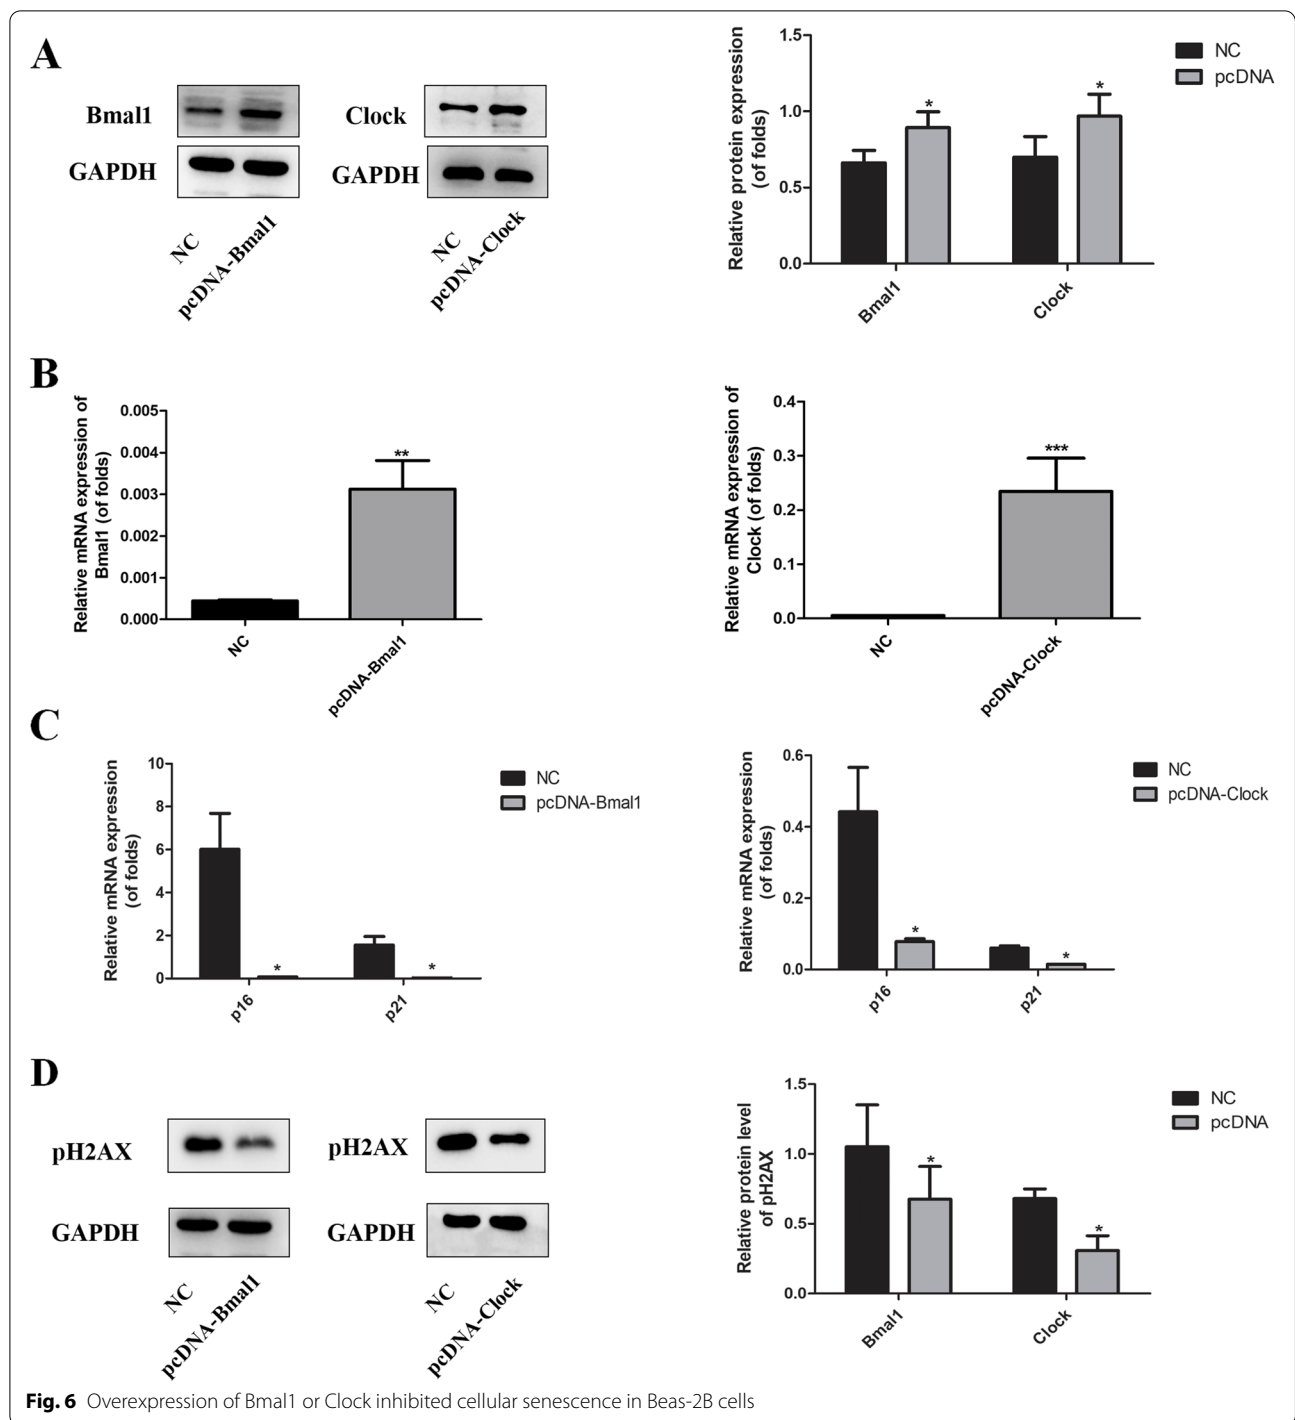 A
Bmal1
GAPDH
NC
pcDNA-Bmal1
Clock
GAPDH
NC
pcDNA-Clock
Relative protein expression
(of folds)
1.5
1.0
0.5
0.0
*
*
Bmal1
Clock
NC
pcDNA
B
Relative mRNA expression of
Bmal1 (of folds)
0.005
0.004
0.003
0.002
0.001
0.000
**
NC
pcDNA-Bmal1
Relative mRNA expression of
Clock (of folds)
0.4
0.3
0.2
0.1
0.0
***
NC
pcDNA-Clock
C
Relative mRNA expression
(of folds)
10
8
6
4
2
0
*
*
p16
p21
NC
pcDNA-Bmal1
Relative mRNA expression
(of folds)
0.6
0.4
0.2
0.0
*
*
p16
p21
NC
pcDNA-Clock
D
pH2AX
GAPDH
NC
pcDNA-Bmal1
pH2AX
GAPDH
NC
pcDNA-Clock
Relative protein level
of pH2AX
1.5
1.0
0.5
0.0
*
*
Bmal1
Clock
NC
pcDNA
Fig. 6 Overexpression of Bmal1 or Clock inhibited cellular senescence in Beas-2B cells